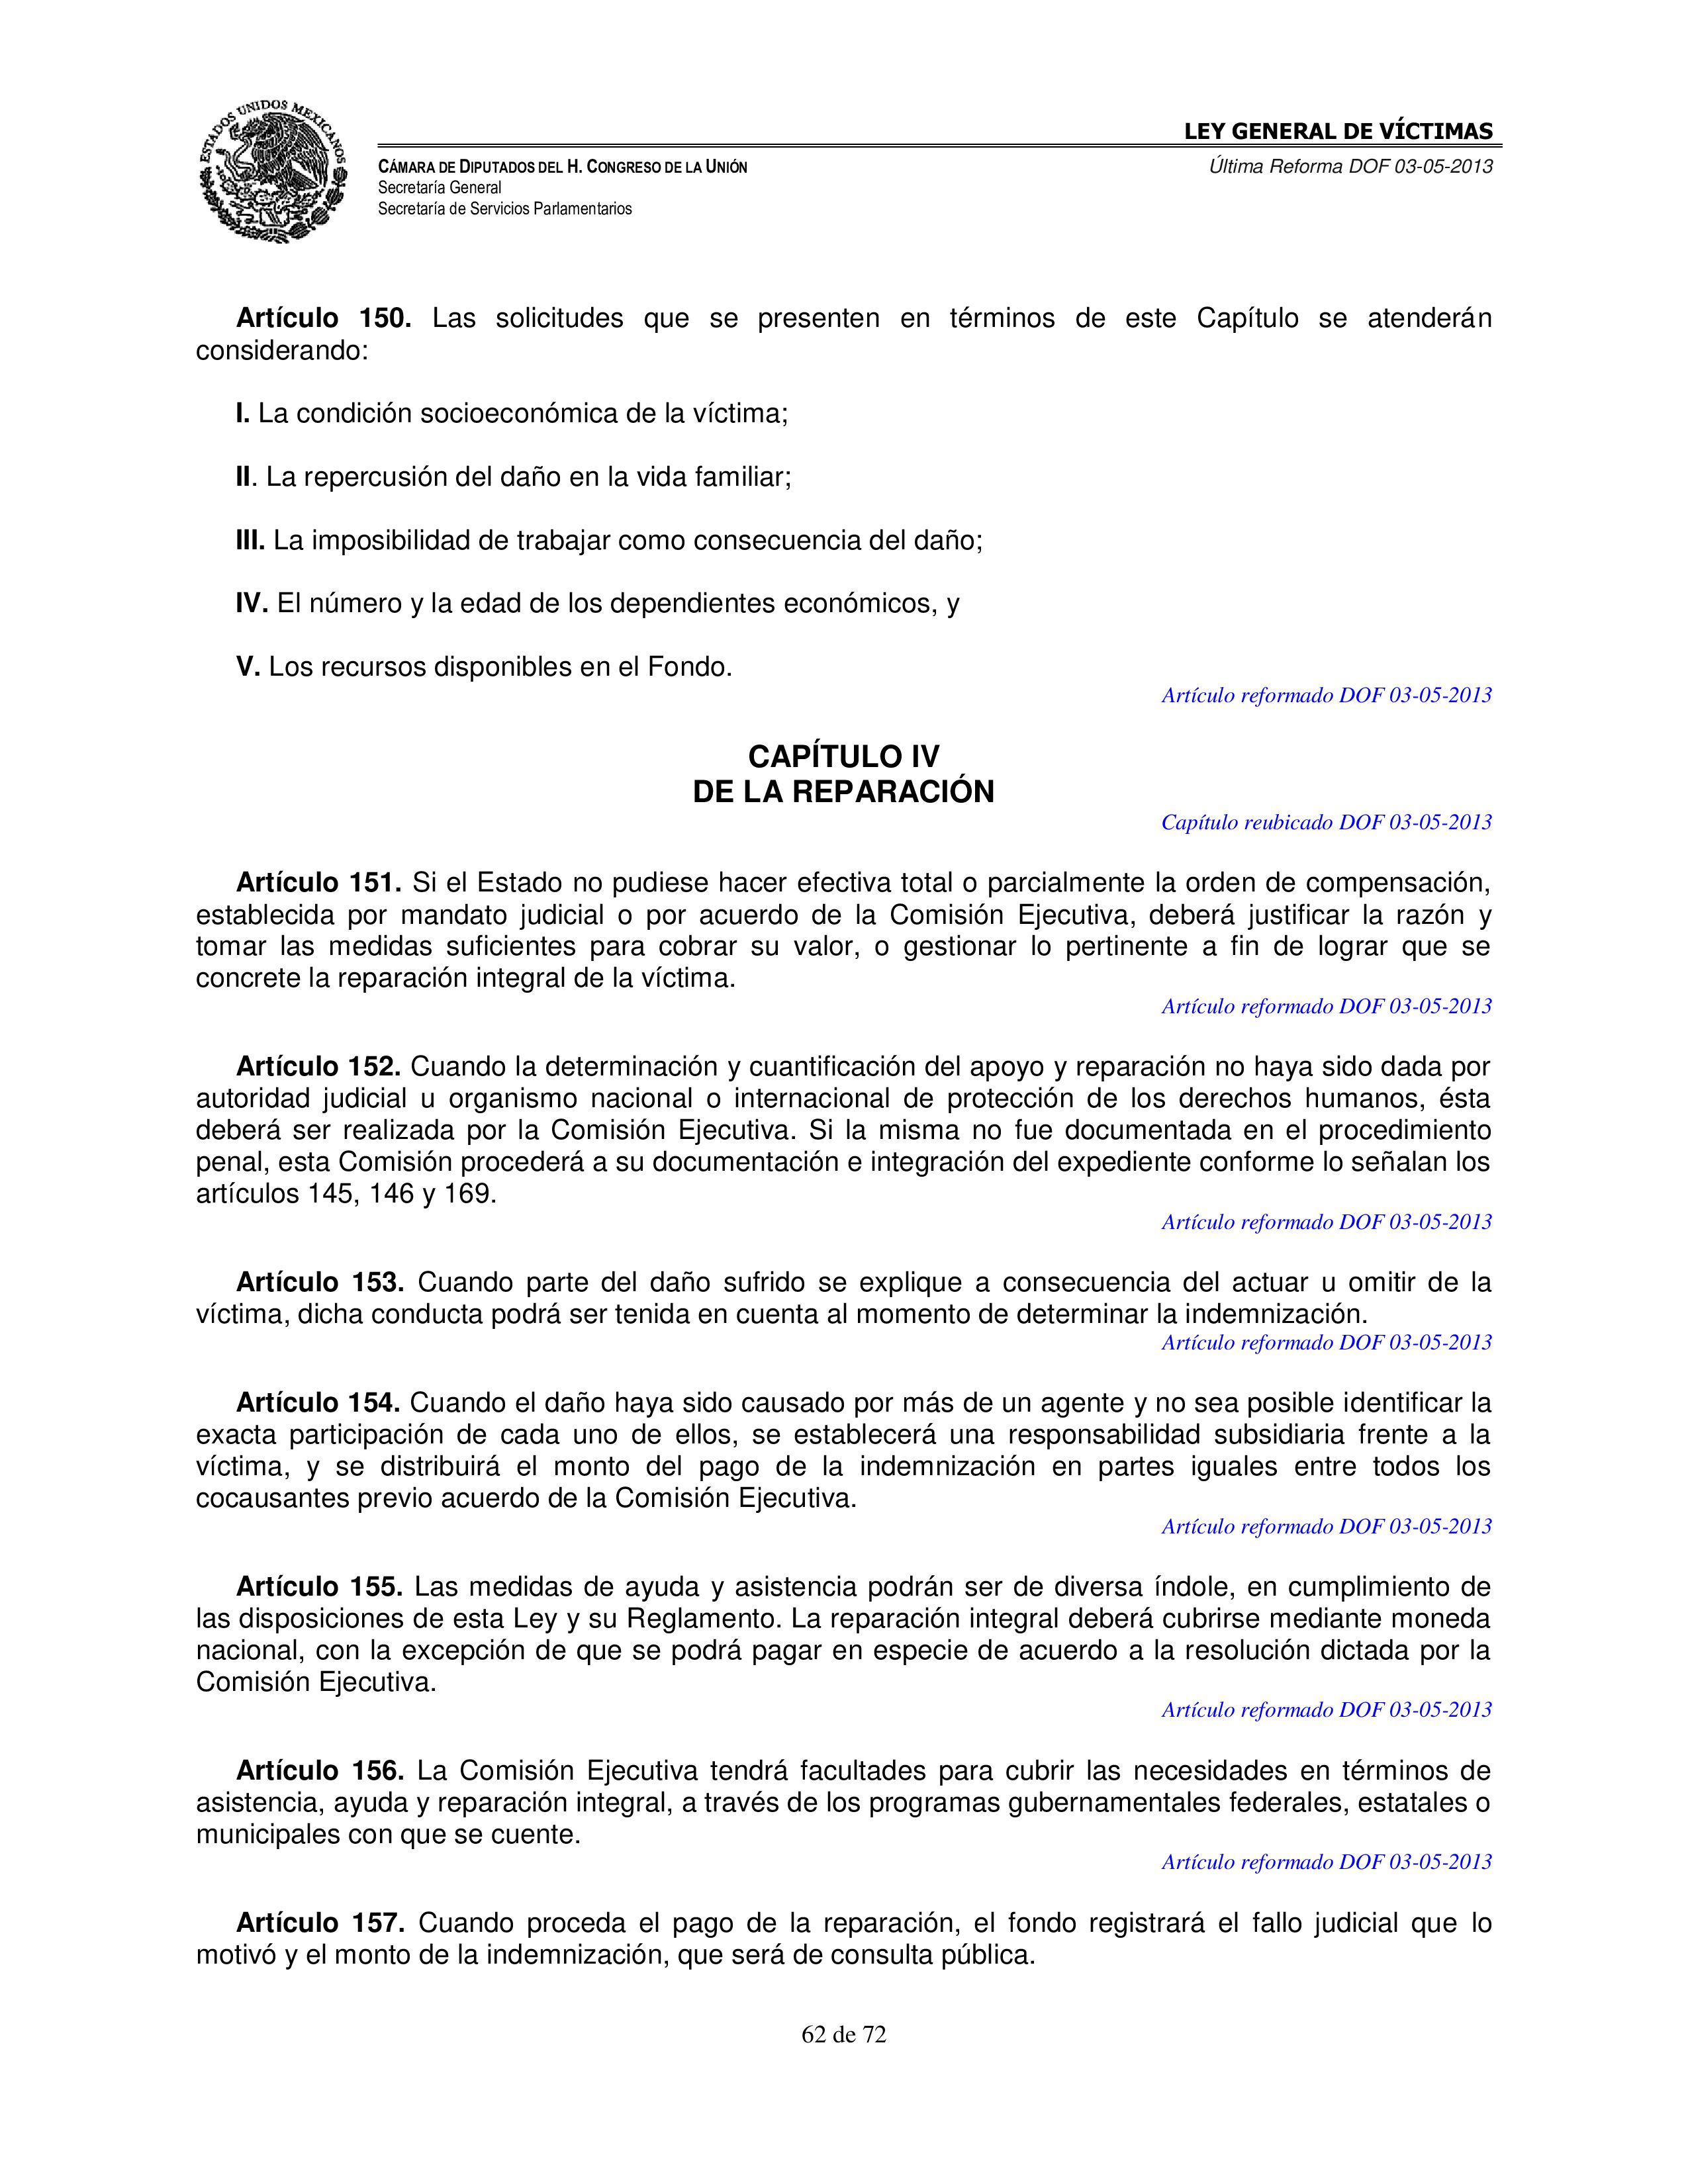 ESTADOS UNIDOS MEXICANOS
LEY GENERAL DE VÍCTIMAS
CÁMARA DE DIPUTADOS DEL H. CONGRESO DE LA UNIÓN
Última Reforma DOF 03-05-2013
Secretaría General
Secretaría de Servicios Parlamentarios
Artículo 150. Las solicitudes que se presenten en términos de este Capítulo se atenderán
considerando:
I. La condición socioeconómica de la víctima;
II. La repercusión del daño en la vida familiar;
III. La imposibilidad de trabajar como consecuencia del daño;
IV. El número y la edad de los dependientes económicos, y
V. Los recursos disponibles en el Fondo.
Artículo reformado DOF 03-05-2013
CAPÍTULO IV
DE LA REPARACIÓN
Capítulo reubicado DOF 03-05-2013
Artículo 151. Si el Estado no pudiese hacer efectiva total o parcialmente la orden de compensación,
establecida por mandato judicial o por acuerdo de la Comisión Ejecutiva, deberá justificar la razón y
tomar las medidas suficientes para cobrar su valor, o gestionar lo pertinente a fin de lograr que se
concrete la reparación integral de la víctima.
Artículo reformado DOF 03-05-2013
Artículo 152. Cuando la determinación y cuantificación del apoyo y reparación no haya sido dada por
autoridad judicial u organismo nacional o internacional de protección de los derechos humanos, ésta
deberá ser realizada por la Comisión Ejecutiva. Si la misma no fue documentada en el procedimiento
penal, esta Comisión procederá a su documentación e integración del expediente conforme lo señalan los
artículos 145, 146 y 169.
Artículo reformado DOF 03-05-2013
Artículo 153. Cuando parte del daño sufrido se explique a consecuencia del actuar u omitir de la
víctima, dicha conducta podrá ser tenida en cuenta al momento de determinar la indemnización.
Artículo reformado DOF 03-05-2013
Artículo 154. Cuando el daño haya sido causado por más de un agente y no sea posible identificar la
exacta participación de cada uno de ellos, se establecerá una responsabilidad subsidiaria frente a la
víctima, y se distribuirá el monto del pago de la indemnización en partes iguales entre todos los
cocausantes previo acuerdo de la Comisión Ejecutiva.
Artículo reformado DOF 03-05-2013
Artículo 155. Las medidas de ayuda y asistencia podrán ser de diversa índole, en cumplimiento de
las disposiciones de esta Ley y su Reglamento. La reparación integral deberá cubrirse mediante moneda
nacional, con la excepción de que se podrá pagar en especie de acuerdo a la resolución dictada por la
Comisión Ejecutiva.
Artículo reformado DOF 03-05-2013
Artículo 156. La Comisión Ejecutiva tendrá facultades para cubrir las necesidades en términos de
asistencia, ayuda y reparación integral, a través de los programas gubernamentales federales, estatales o
municipales con que se cuente.
Artículo reformado DOF 03-05-2013
Artículo 157. Cuando proceda el pago de la reparación, el fondo registrará el fallo judicial que lo
motivó y el monto de la indemnización, que será de consulta pública.
62 de 72